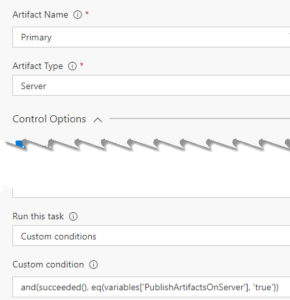 Artifact Name *
Primary
Artifact Type *
Server
Control Options
Run this task
Custom conditions
Custom condition
and(succeeded(), eq(variables['PublishArtifactsOnServer'], 'true'))